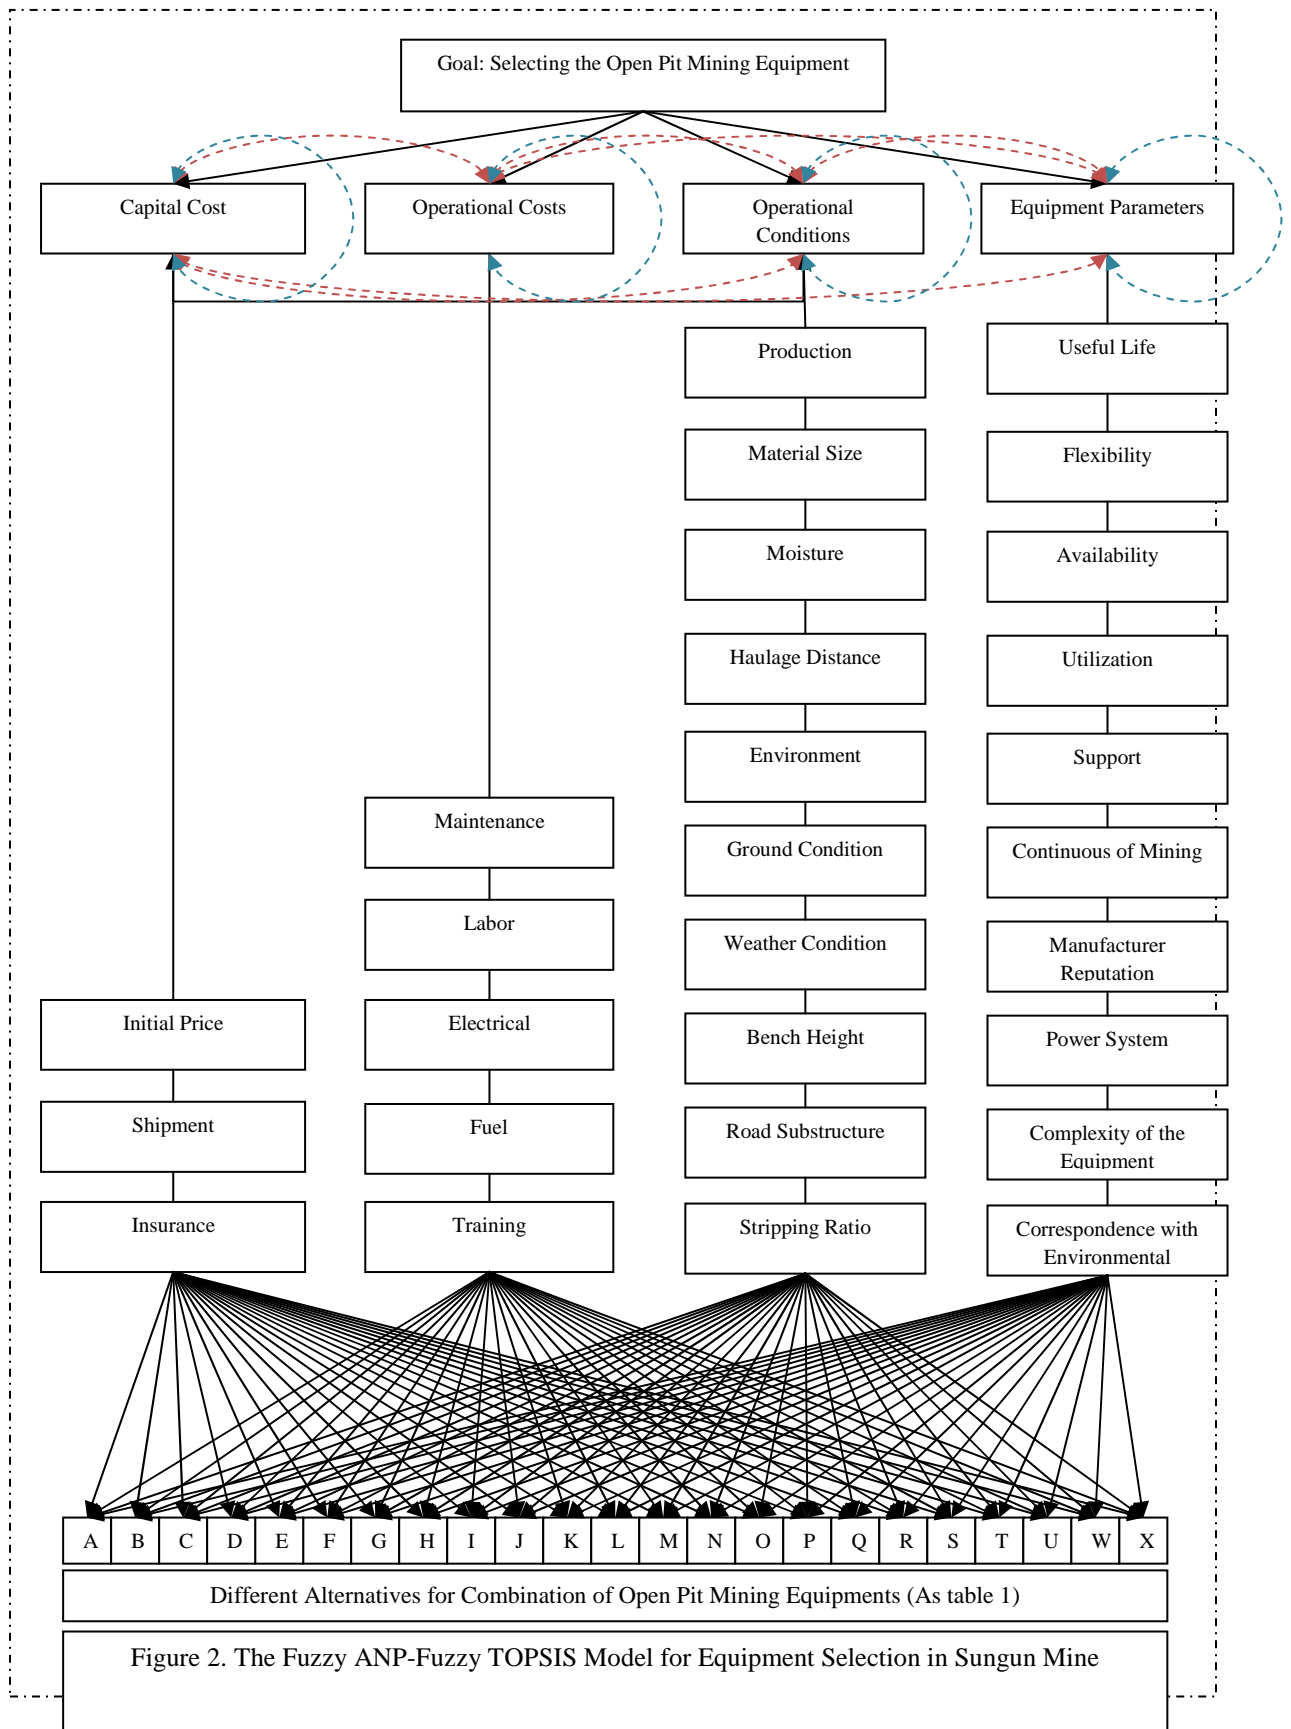 Goal: Selecting the Open Pit Mining Equipment
Capital Cost
Operational Costs
Operational
Conditions
Equipment Parameters
Production
Material Size
Moisture
Haulage Distance
Environment
Ground Condition
Weather Condition
Bench Height
Road Substructure
Stripping Ratio
Useful Life
Flexibility
Availability
Utilization
Support
Continuous of Mining
Manufacturer
Reputation
Power System
Complexity of the
Equipment
Correspondence with
Environmental
Maintenance
Labor
Electrical
Fuel
Training
Initial Price
Shipment
Insurance
A B C D E F G H I J K L M N O P Q R S T U W X
Different Alternatives for Combination of Open Pit Mining Equipments (As table 1)
Figure 2. The Fuzzy ANP-Fuzzy TOPSIS Model for Equipment Selection in Sungun Mine